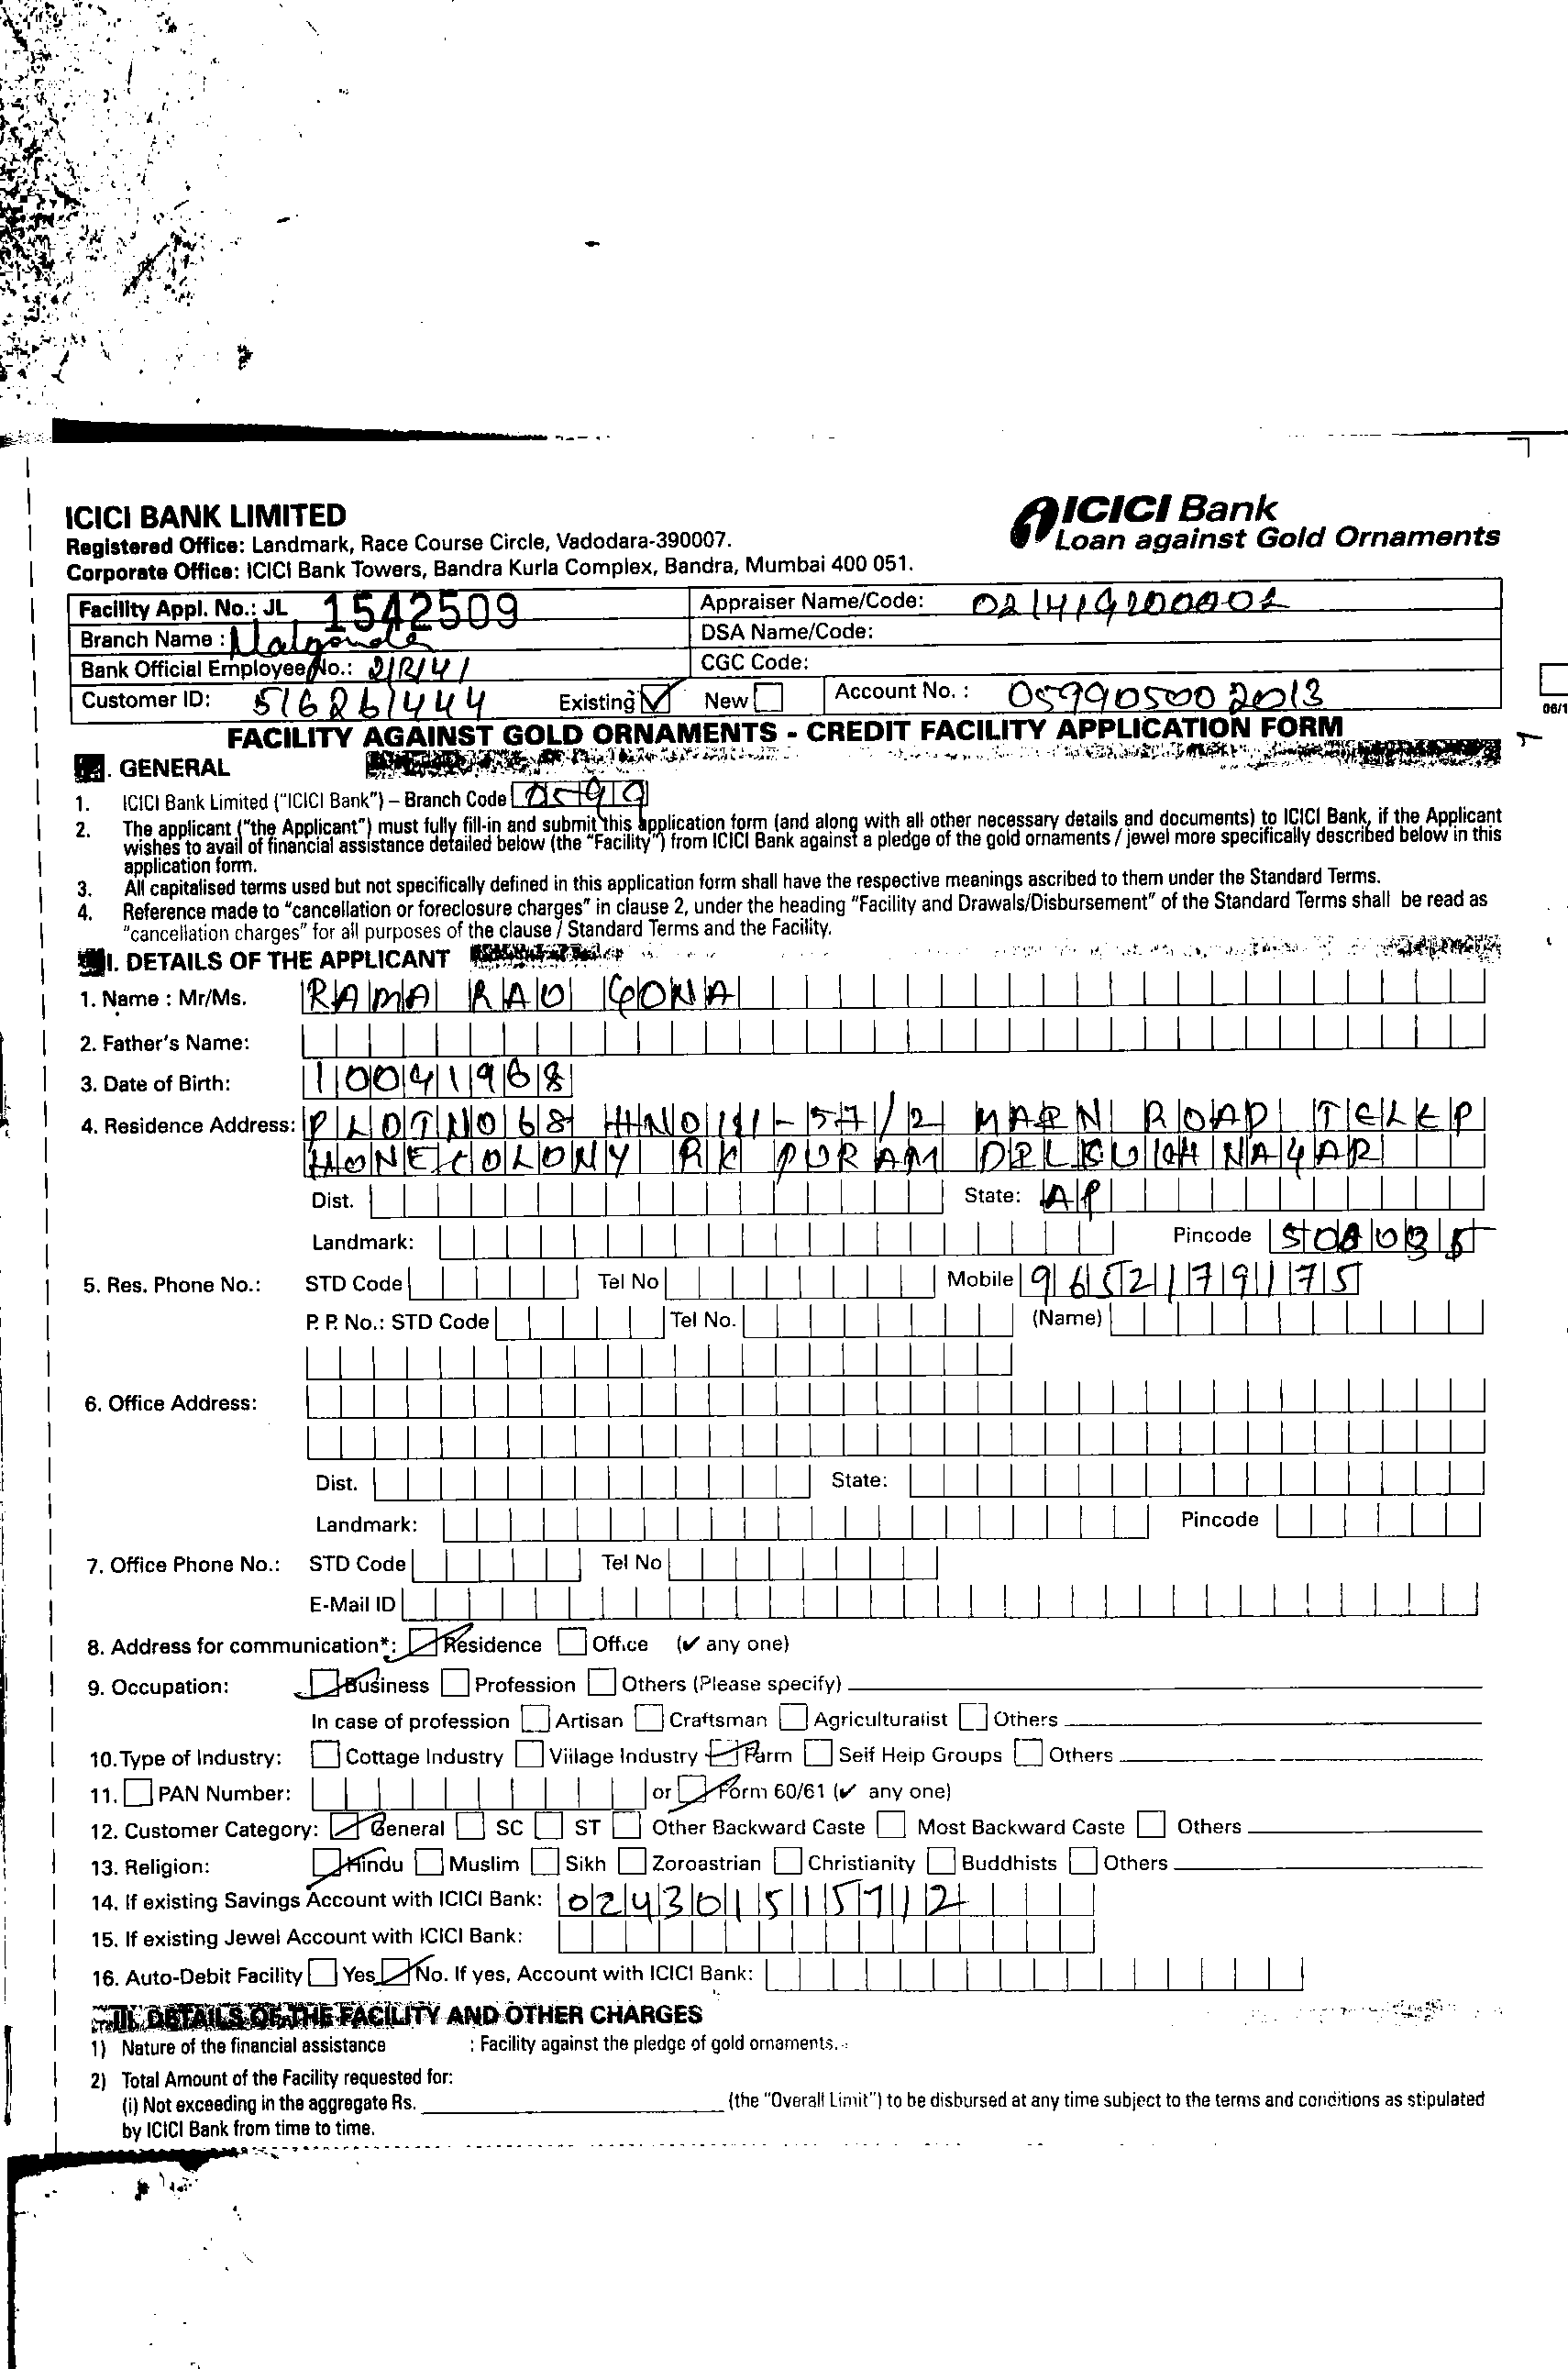 ICICI BANK LIMITED
Registered Office: Landmark, Race Course Circle, Vadodara-390007.
Corporate Office: ICICI Bank Towers, Bandra Kurla Complex, Bandra, Mumbai 400 051.
ICICI Bank
Loan against Gold Ornaments
Facility Appl. No.: JL 1542509
Appraiser Name/Code:
Branch Name : Nalgonda
DSA Name/Code:
Bank Official Employee No.:
CGC Code:
Customer ID: 516261444 Existing ✓ New Account No. : 059905002013
06/1
FACILITY AGAINST GOLD ORNAMENTS - CREDIT FACILITY APPLICATION FORM
I. GENERAL
1. ICICI Bank Limited ("ICICI Bank") – Branch Code 0599
2. The applicant ("the Applicant") must fully fill-in and submit this application form (and along with all other necessary details and documents) to ICICI Bank, if the Applicant
wishes to avail of financial assistance detailed below (the "Facility") from ICICI Bank against a pledge of the gold ornaments / jewel more specifically described below in this
application form.
3. All capitalised terms used but not specifically defined in this application form shall have the respective meanings ascribed to them under the Standard Terms.
4. Reference made to "cancellation or foreclosure charges" in clause 2, under the heading "Facility and Drawals/Disbursement" of the Standard Terms shall be read as
"cancellation charges" for all purposes of the clause / Standard Terms and the Facility.
II. DETAILS OF THE APPLICANT
1. Name : Mr/Ms. RAMA RAO GONA
2. Father's Name:
3. Date of Birth: 10041968
4. Residence Address: PLOTNO68 HNO11-57/2 MAIN ROAD TELEP
HONECOLONY RK PURAM DILSUKHNAGAR
Dist. State: AP
Landmark: Pincode 500035
5. Res. Phone No.: STD Code Tel No Mobile 9652179175
P. P. No.: STD Code Tel No. (Name)
6. Office Address:
Dist. State:
Landmark: Pincode
7. Office Phone No.: STD Code Tel No
E-Mail ID
8. Address for communication*: Residence Office (✔ any one)
9. Occupation: Business Profession Others (Please specify)
In case of profession Artisan Craftsman Agriculturalist Others
10. Type of Industry: Cottage Industry Village Industry Farm Self Help Groups Others
11. PAN Number: or Form 60/61 (✔ any one)
12. Customer Category: General SC ST Other Backward Caste Most Backward Caste Others
13. Religion: Hindu Muslim Sikh Zoroastrian Christianity Buddhists Others
14. If existing Savings Account with ICICI Bank: 024301515712
15. If existing Jewel Account with ICICI Bank:
16. Auto-Debit Facility Yes No. If yes, Account with ICICI Bank:
III. DETAILS OF THE FACILITY AND OTHER CHARGES
1) Nature of the financial assistance : Facility against the pledge of gold ornaments.
2) Total Amount of the Facility requested for:
(i) Not exceeding in the aggregate Rs. (the "Overall Limit") to be disbursed at any time subject to the terms and conditions as stipulated
by ICICI Bank from time to time.